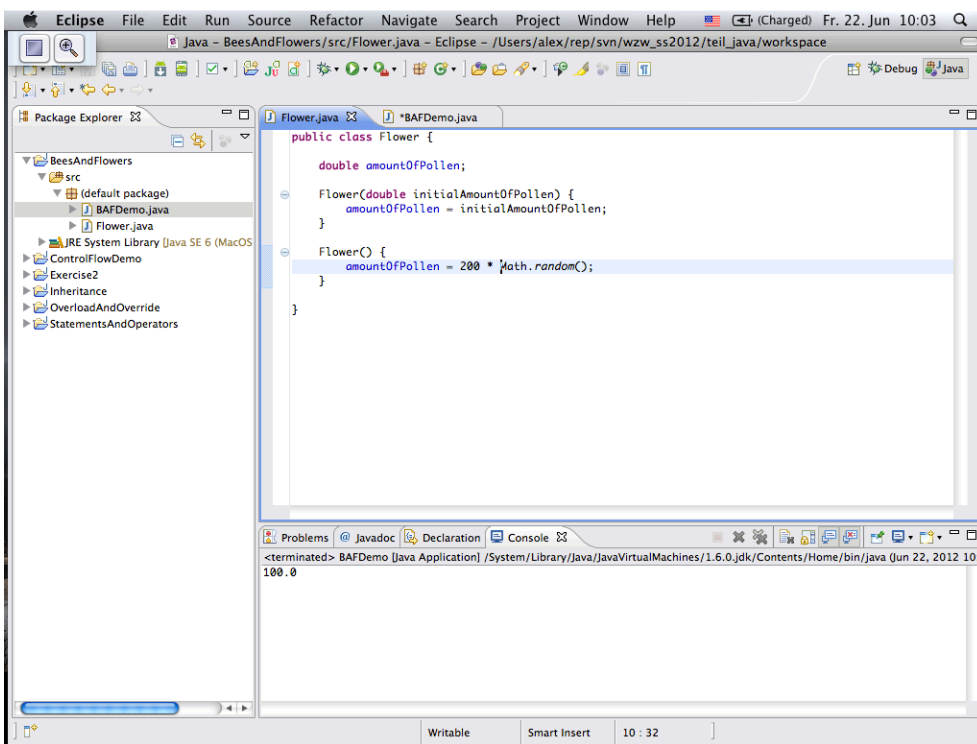 Eclipse File Edit Run Source Refactor Navigate Search Project Window Help (Charged) Fr. 22. Jun 10:03
Java – BeesAndFlowers/src/Flower.java – Eclipse – /Users/alex/rep/svn/wzw_ss2012/teil_java/workspace
Debug Java
Package Explorer
BeesAndFlowers
src
(default package)
BAFDemo.java
Flower.java
JRE System Library [Java SE 6 (MacOS
ControlFlowDemo
Exercise2
Inheritance
OverloadAndOverride
StatementsAndOperators
Flower.java *BAFDemo.java
public class Flower {
double amountOfPollen;
Flower(double initialAmountOfPollen) {
amountOfPollen = initialAmountOfPollen;
}
Flower() {
amountOfPollen = 200 * Math.random();
}
}
Problems @ Javadoc Declaration Console
<terminated> BAFDemo [Java Application] /System/Library/Java/JavaVirtualMachines/1.6.0.jdk/Contents/Home/bin/java (Jun 22, 2012 10
100.0
Writable Smart Insert 10 : 32